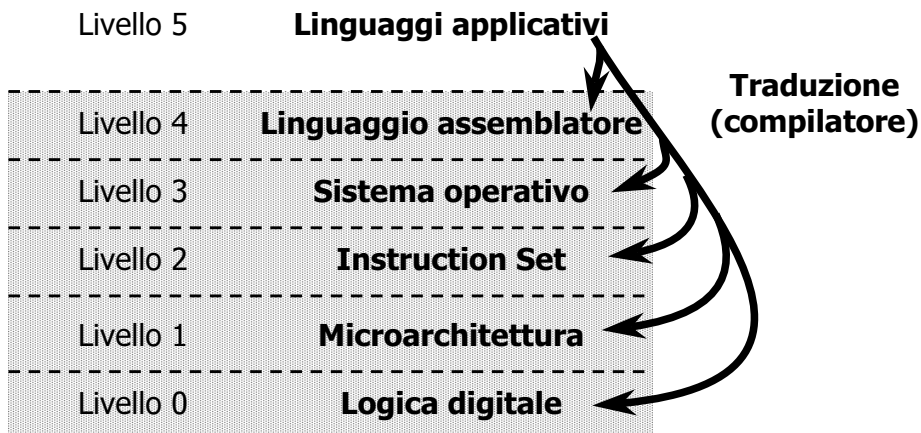 Livello 5 Linguaggi applicativi
Traduzione
(compilatore)
Livello 4 Linguaggio assemblatore
Livello 3 Sistema operativo
Livello 2 Instruction Set
Livello 1 Microarchitettura
Livello 0 Logica digitale